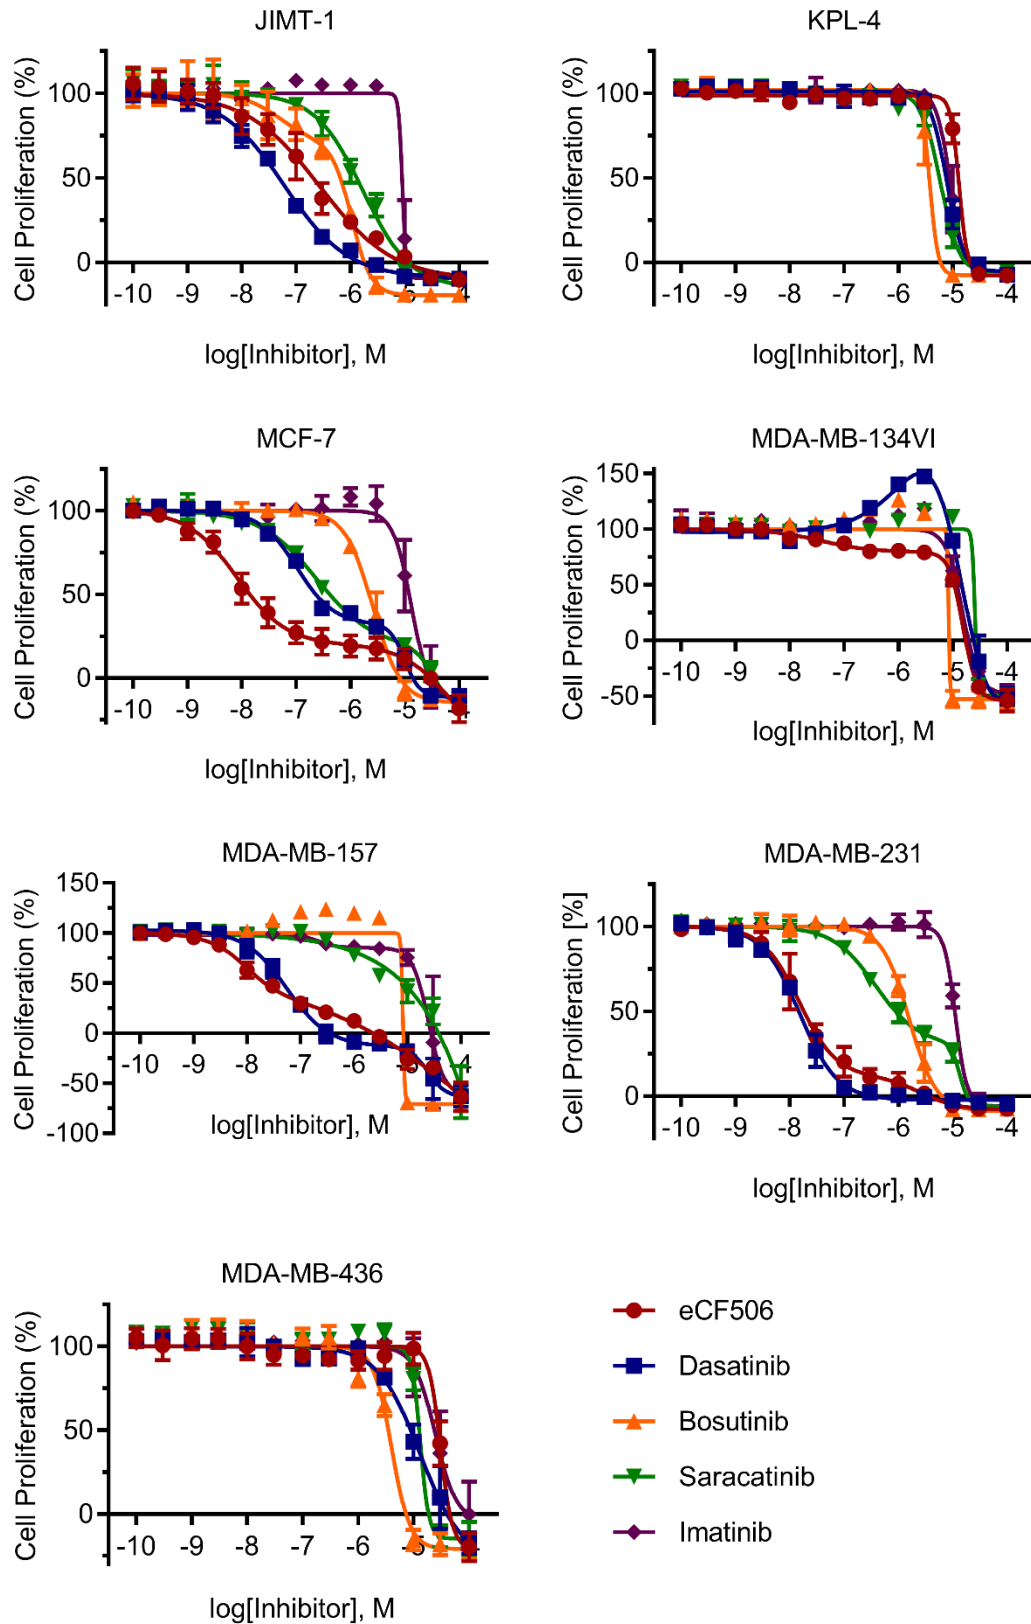 JIMT-1
Cell Proliferation (%)
100
50
0
-10 -9 -8 -7 -6 -5 -4
log[Inhibitor], M
KPL-4
Cell Proliferation (%)
100
50
0
-10 -9 -8 -7 -6 -5 -4
log[Inhibitor], M
MCF-7
Cell Proliferation (%)
100
50
0
-10 -9 -8 -7 -6 -5 -4
log[Inhibitor], M
MDA-MB-134VI
Cell Proliferation (%)
150
100
50
0
-50
-10 -9 -8 -7 -6 -5 -4
log[Inhibitor], M
MDA-MB-157
Cell Proliferation (%)
150
100
50
0
-50
-100
-10 -9 -8 -7 -6 -5 -4
log[Inhibitor], M
MDA-MB-231
Cell Proliferation [%]
100
50
0
-10 -9 -8 -7 -6 -5 -4
log[Inhibitor], M
MDA-MB-436
Cell Proliferation (%)
100
50
0
-10 -9 -8 -7 -6 -5 -4
log[Inhibitor], M
eCF506
Dasatinib
Bosutinib
Saracatinib
Imatinib